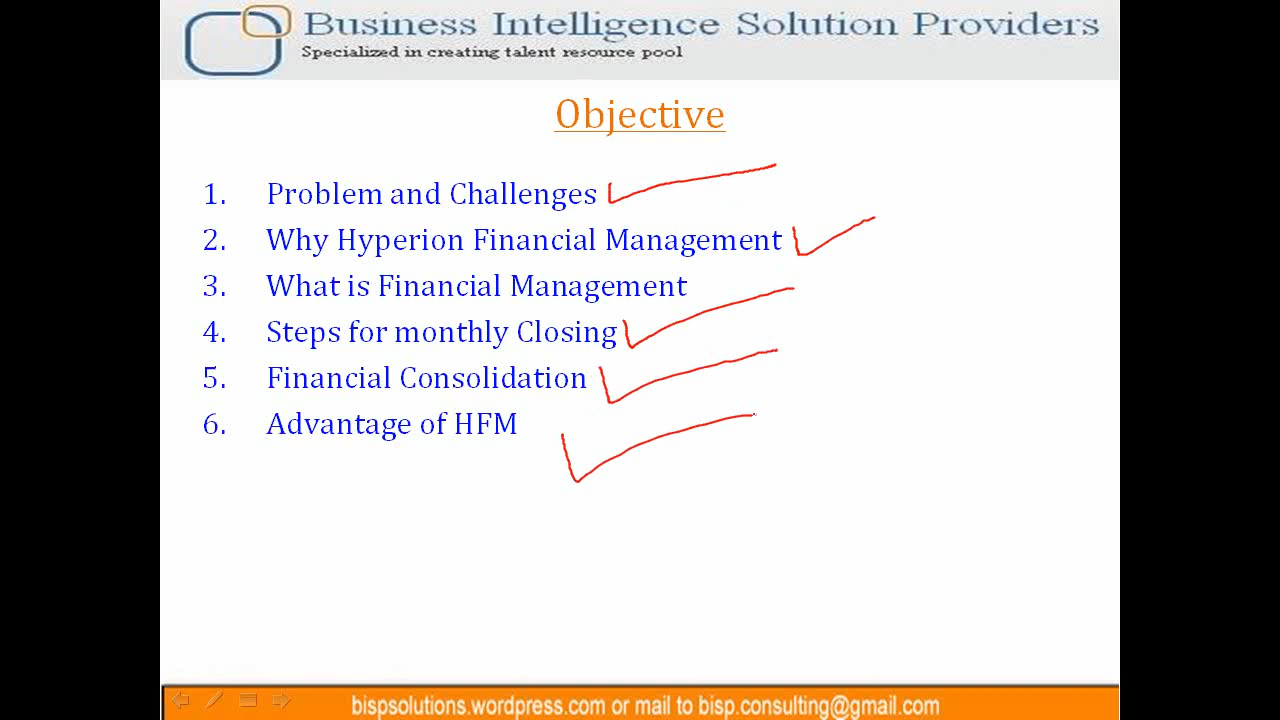 Business Intelligence Solution Providers
Specialized in creating talent resource pool
Objective
1. Problem and Challenges
2. Why Hyperion Financial Management
3. What is Financial Management
4. Steps for monthly Closing
5. Financial Consolidation
6. Advantage of HFM
bispsolutions.wordpress.com or mail to bisp.consulting@gmail.com